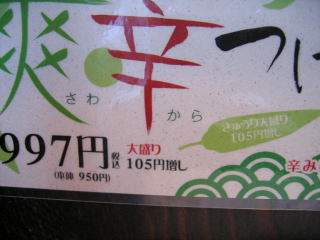 爽辛つけ
さわ から
きゅうり大盛り
105円増し
997円 税込 大盛り
105円増し
(本体 950円)
辛み